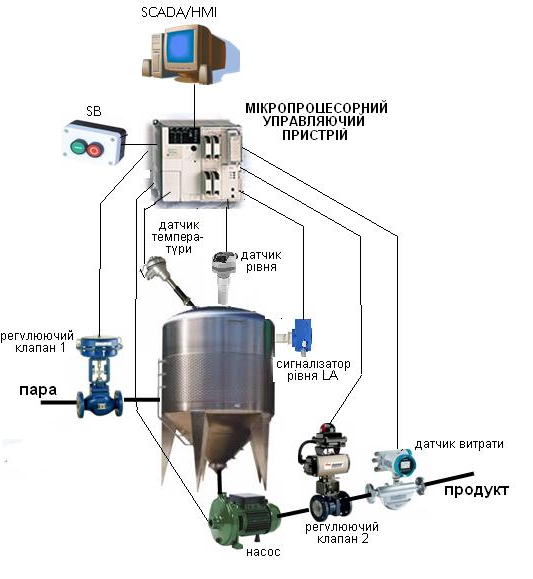 SCADA/HMI
SB
МІКРОПРОЦЕСОРНИЙ
УПРАВЛЯЮЧИЙ
ПРИСТРІЙ
датчик
темпера-
тури
датчик
рівня
регулюючий
клапан 1
сигналізатор
рівня LA
пара
датчик витрати
продукт
регулюючий
клапан 2
насос